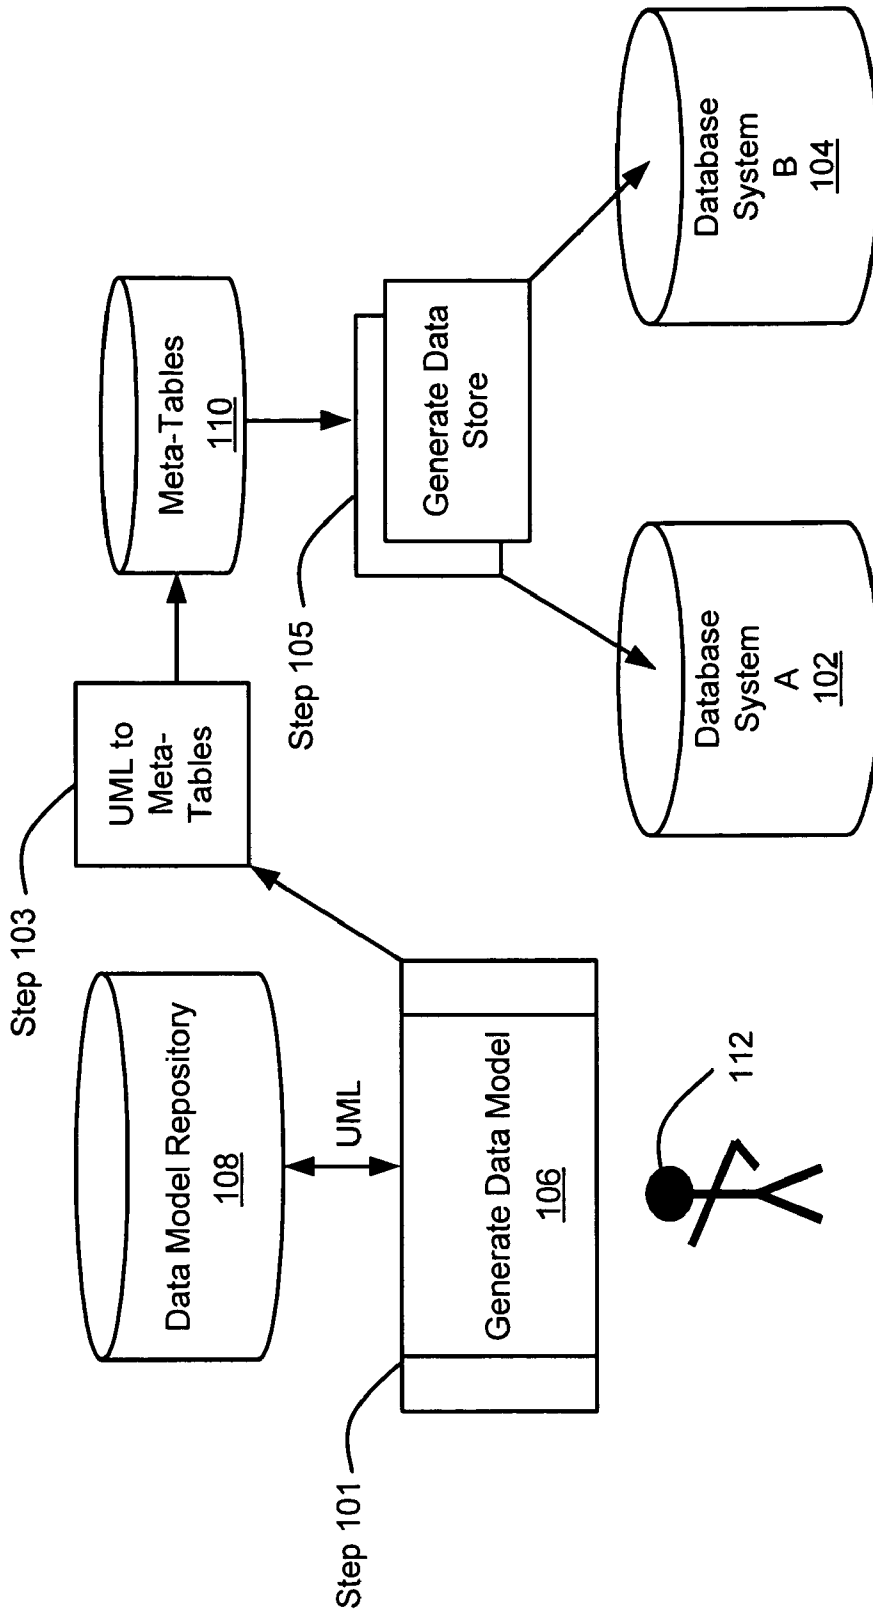 Step 103
Data Model Repository
108
UML to
Meta-
Tables
Meta-Tables
110
UML
Step 101
Generate Data Model
106
Step 105
Generate Data
Store
112
Database
System
A
102
Database
System
B
104